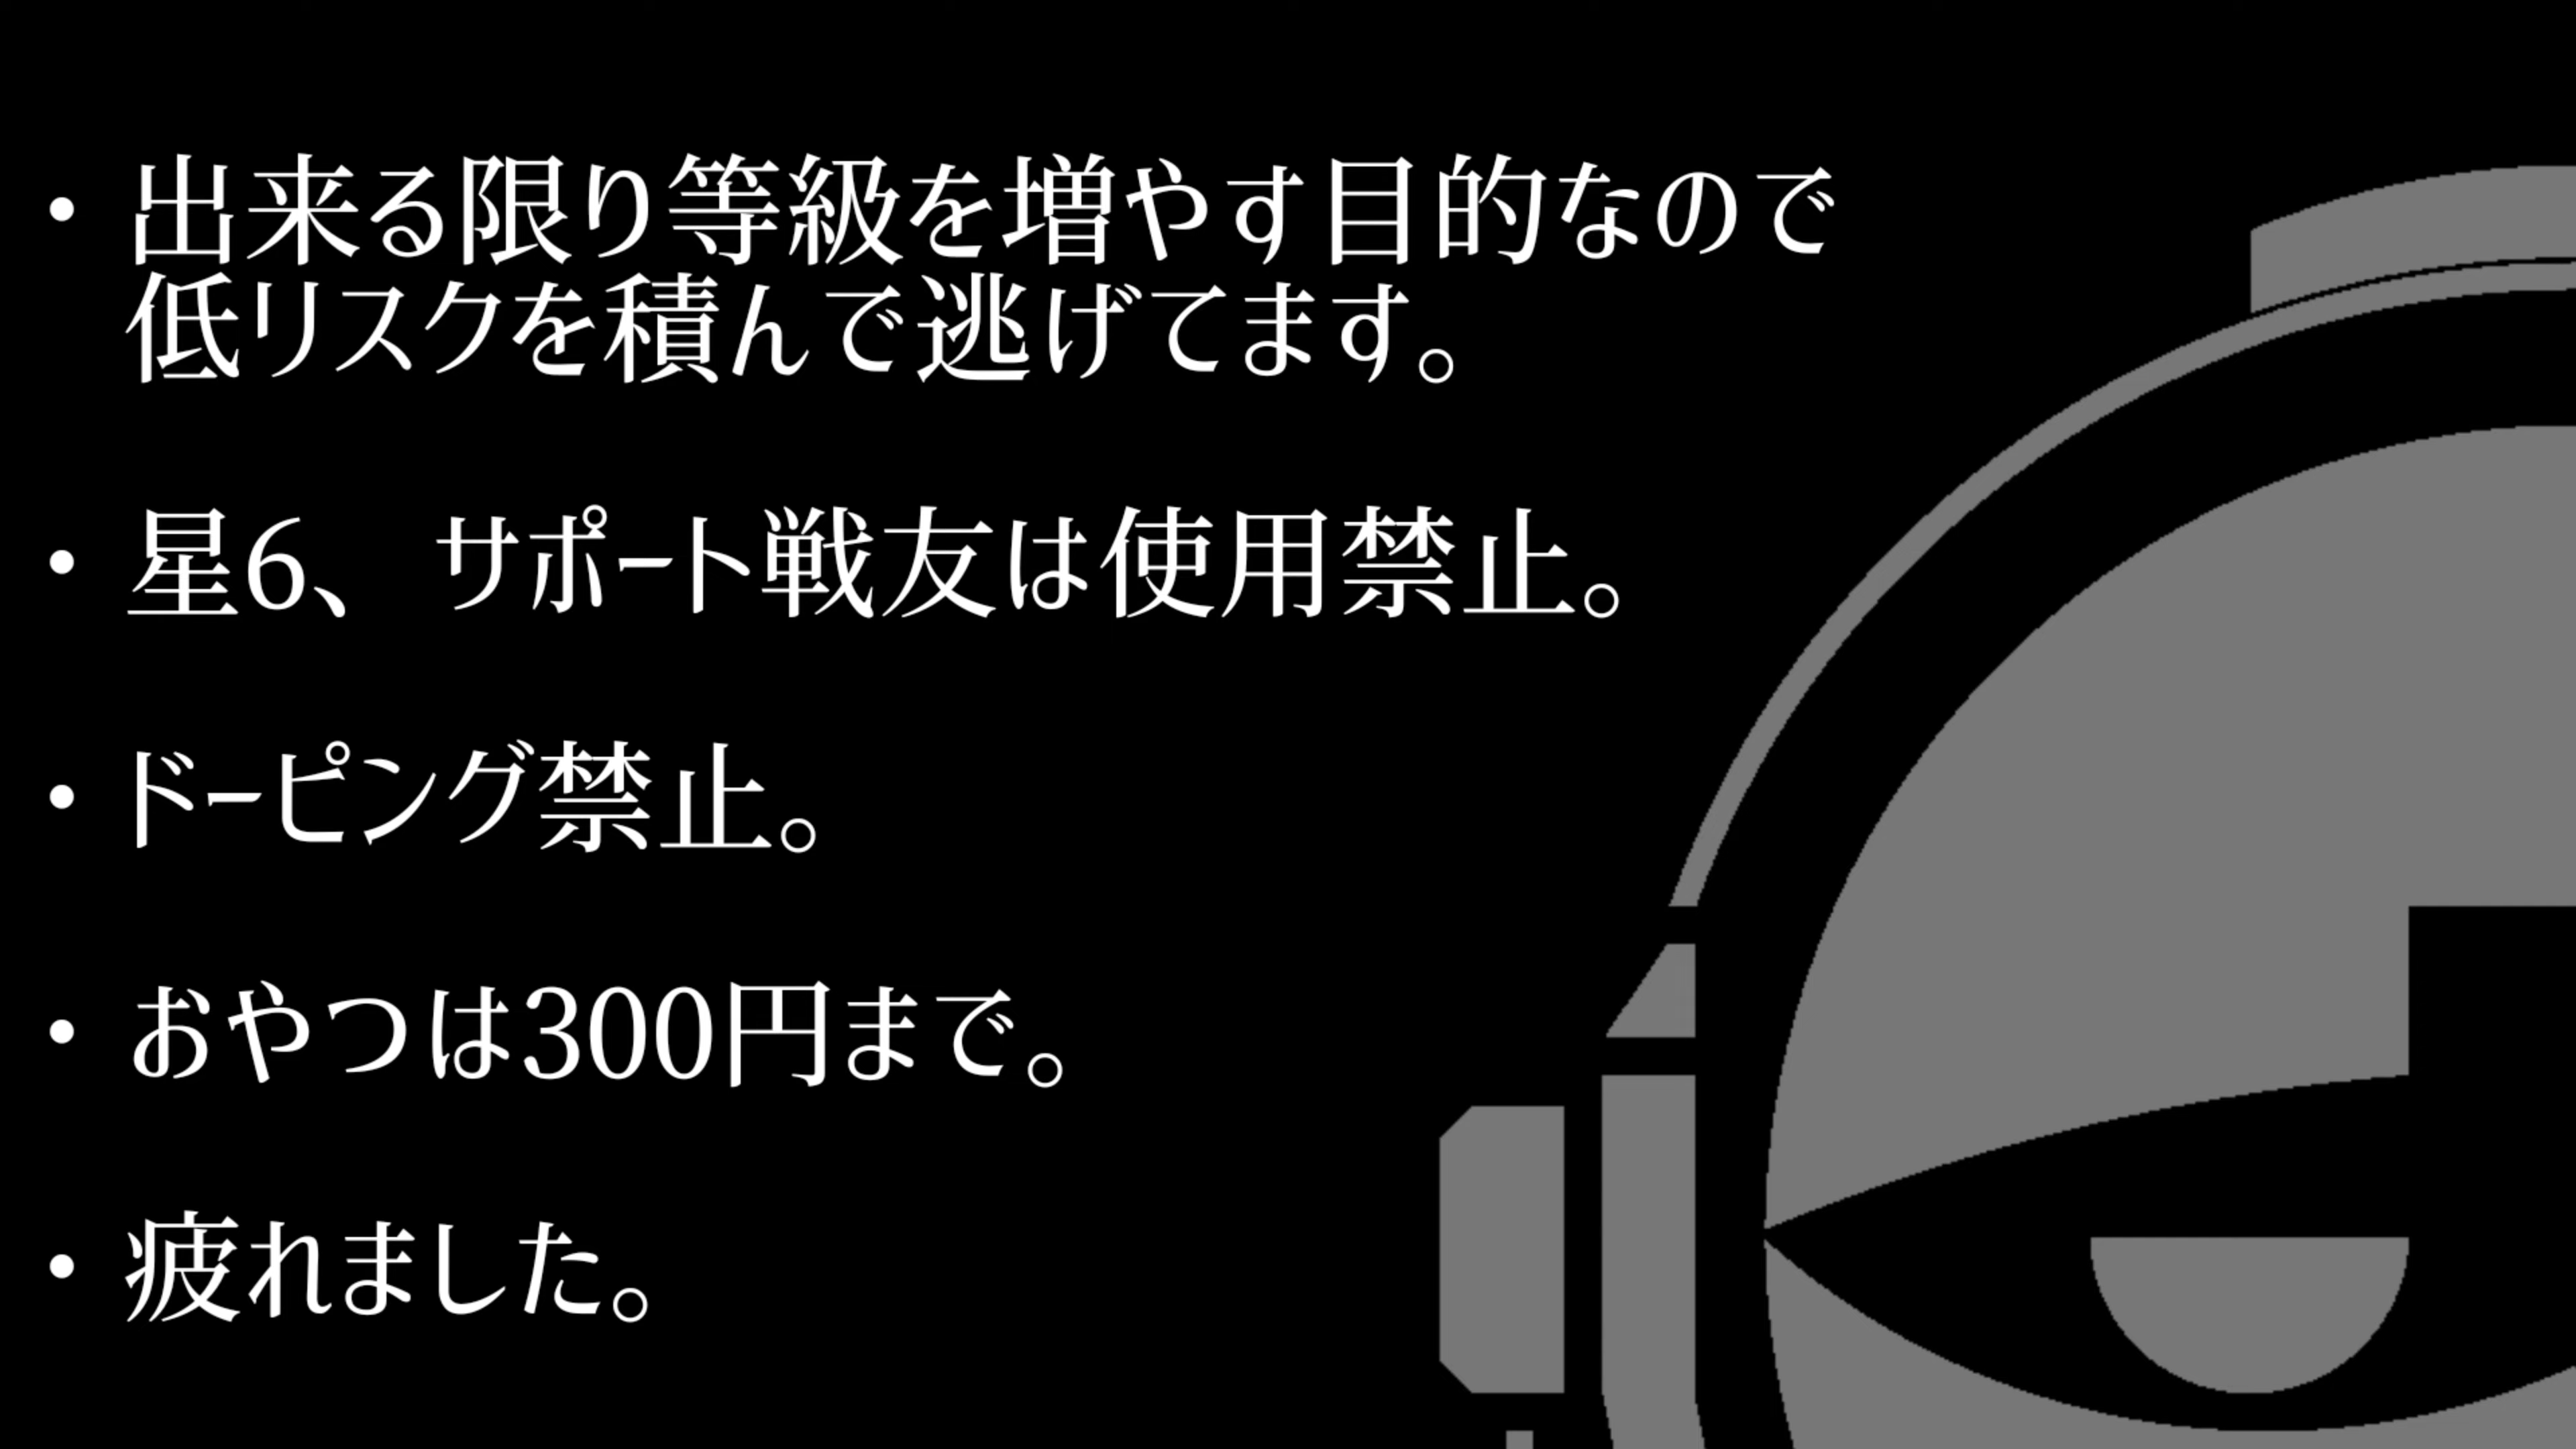 ・出来る限り等級を増やす目的なので
低リスクを積んで逃げてます。
・星6、 サポート戦友は使用禁止。
・ドーピング禁止。
・おやつは300円まで。
・疲れました。